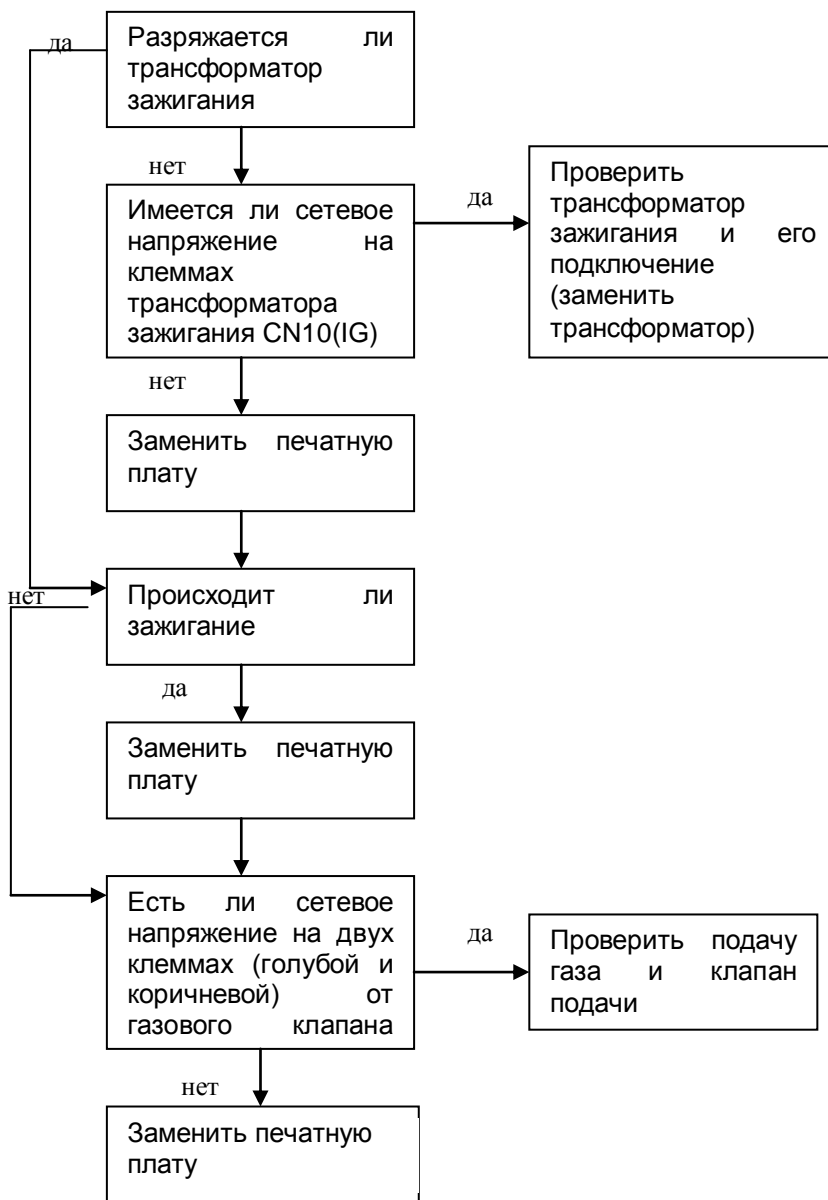 да
Разряжается ли
трансформатор
зажигания
нет
Имеется ли сетевое
напряжение на
клеммах
трансформатора
зажигания CN10(IG)
да
Проверить
трансформатор
зажигания и его
подключение
(заменить
трансформатор)
нет
Заменить печатную
плату
нет
Происходит ли
зажигание
да
Заменить печатную
плату
Есть ли сетевое
напряжение на двух
клеммах (голубой и
коричневой) от
газового клапана
да
Проверить подачу
газа и клапан
подачи
нет
Заменить печатную
плату